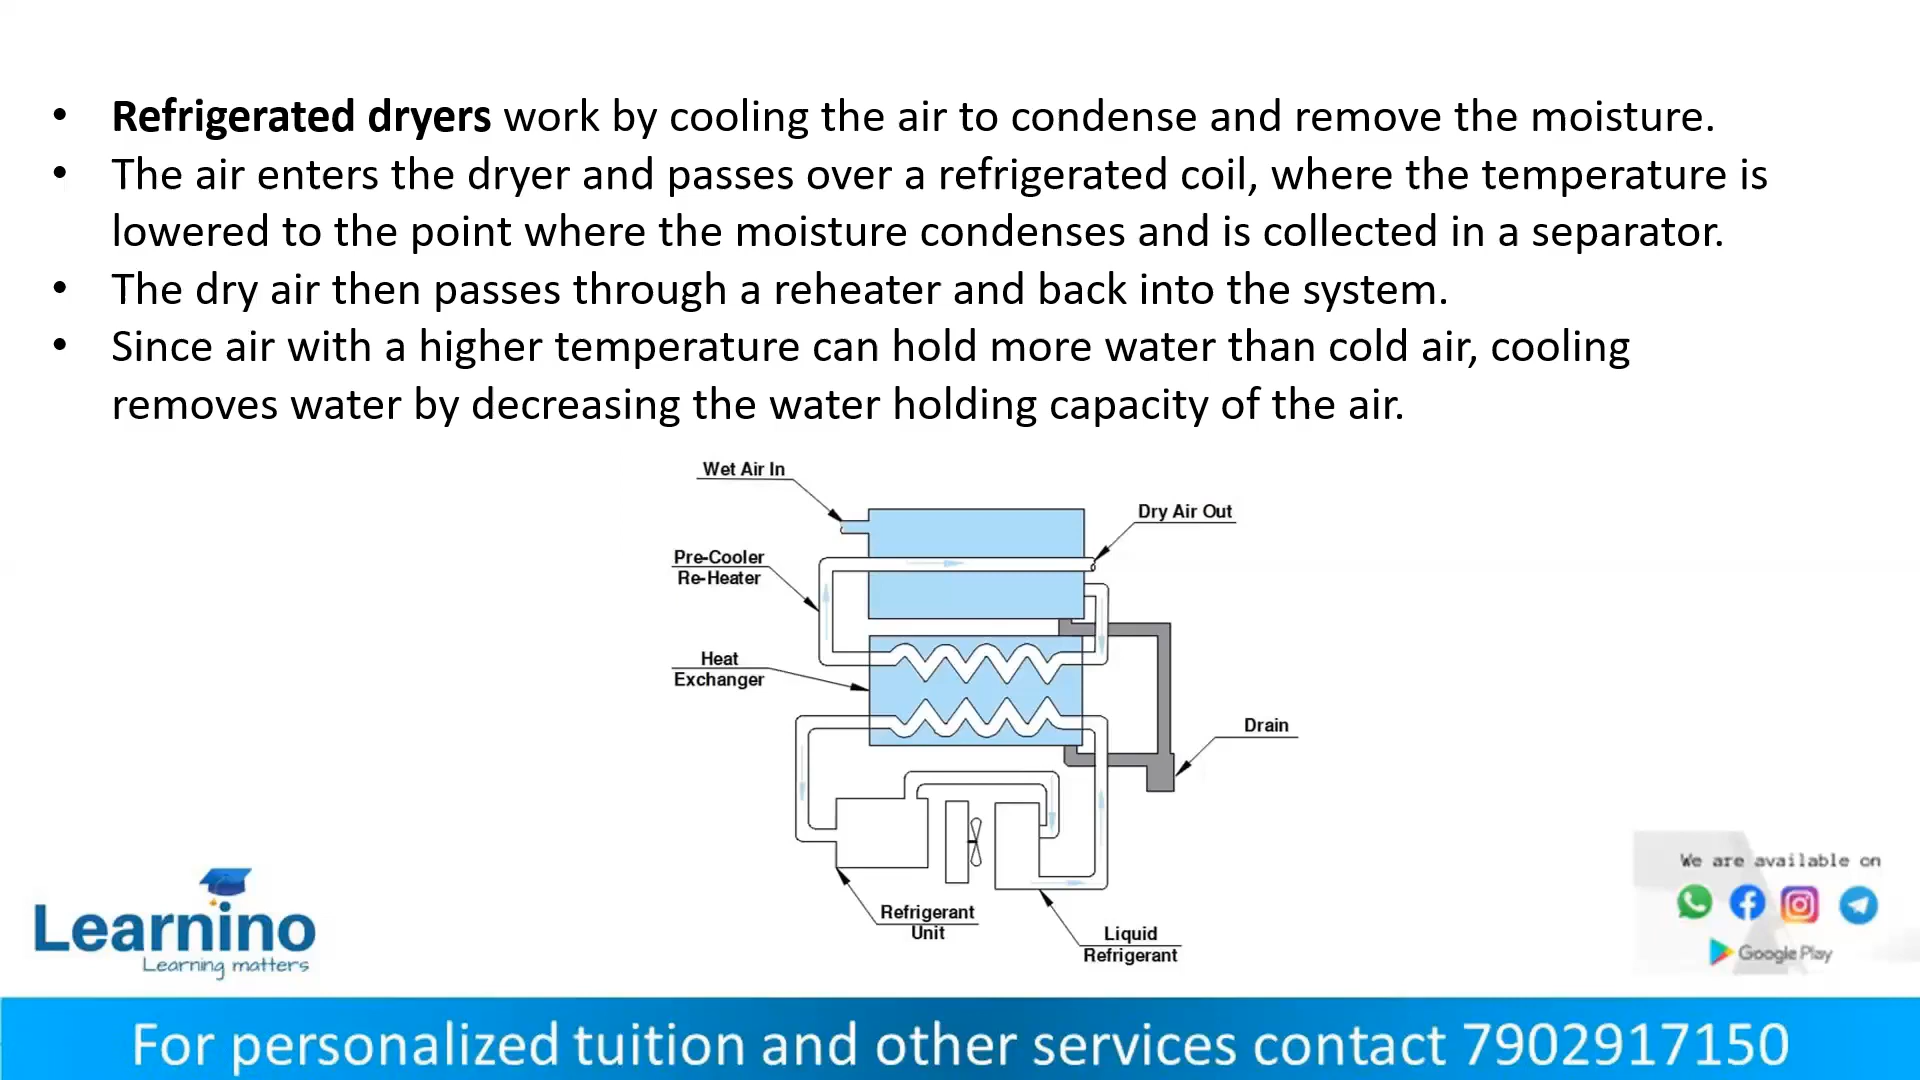 • Refrigerated dryers work by cooling the air to condense and remove the moisture.
• The air enters the dryer and passes over a refrigerated coil, where the temperature is
lowered to the point where the moisture condenses and is collected in a separator.
• The dry air then passes through a reheater and back into the system.
• Since air with a higher temperature can hold more water than cold air, cooling
removes water by decreasing the water holding capacity of the air.
Wet Air In
Dry Air Out
Pre-Cooler
Re-Heater
Heat
Exchanger
Drain
Refrigerant
Unit
Liquid
Refrigerant
Learnino
Learning matters
We are available on
Google Play
For personalized tuition and other services contact 7902917150